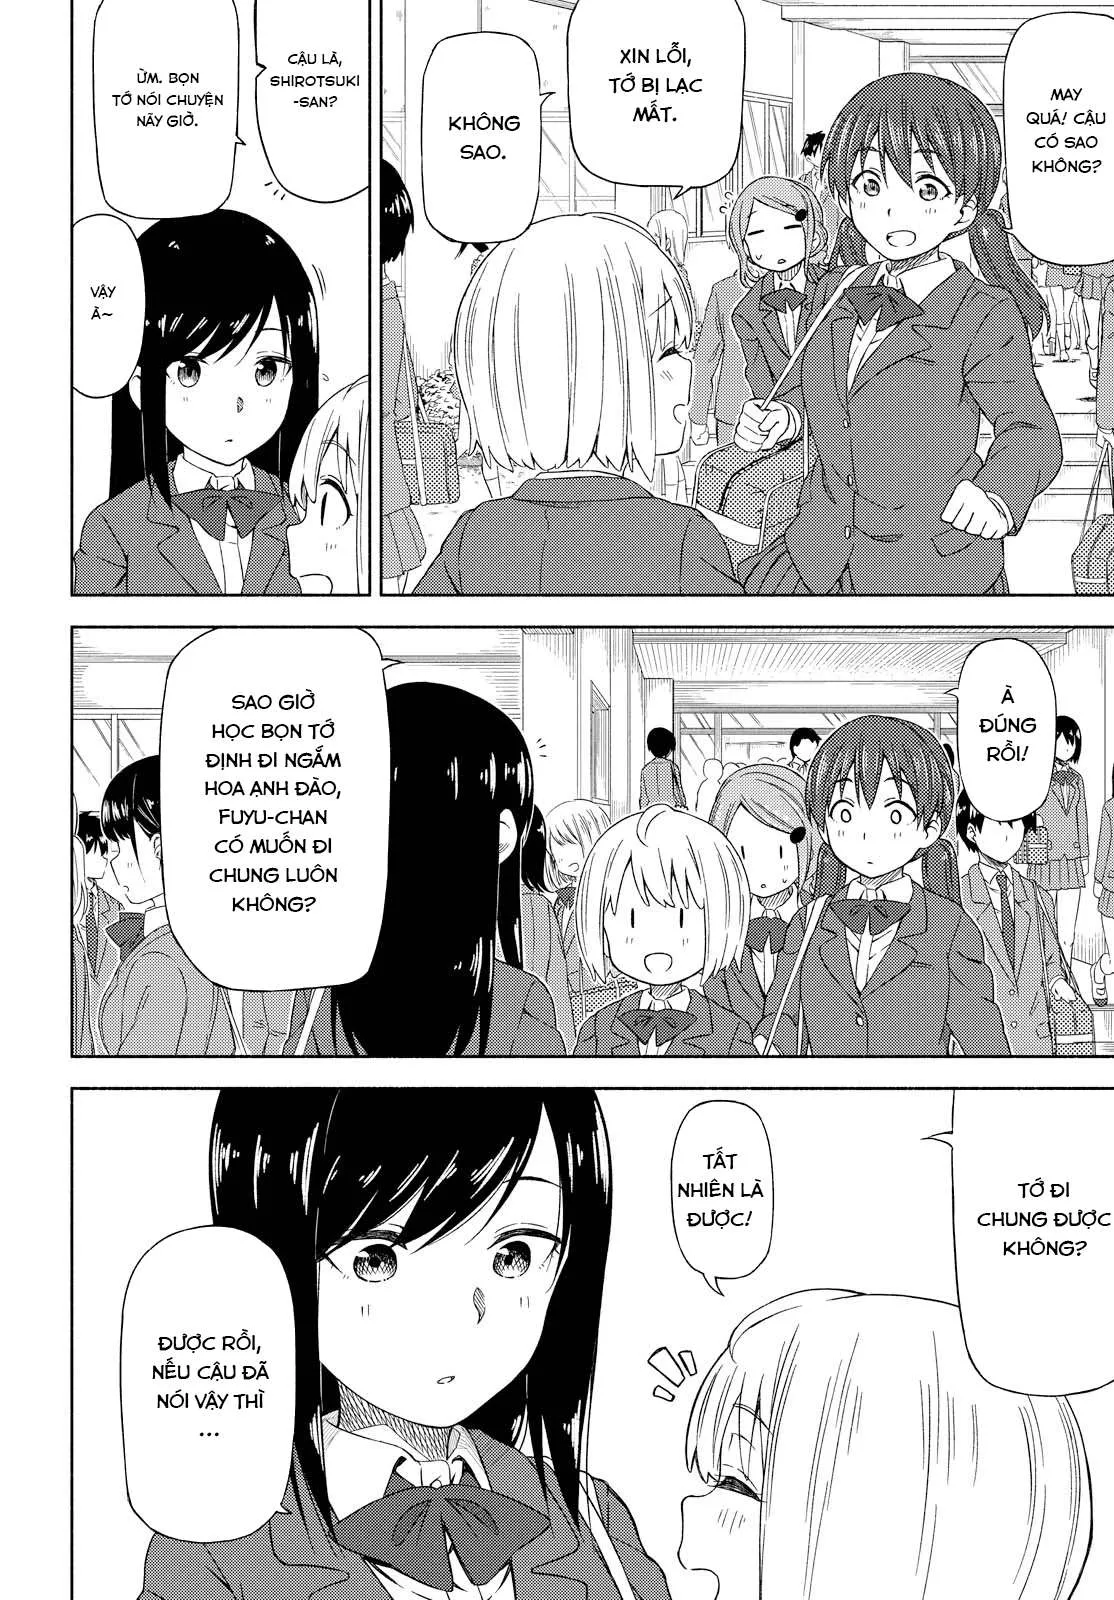 MAY
QUÁ! CẬU
CÓ SAO
KHÔNG?
XIN LỖI,
TỚ BỊ LẠC
MẤT.
KHÔNG
SAO.
CẬU LÀ,
SHIROTSUKI
-SAN?
ỪM. BỌN
TỚ NÓI CHUYỆN
NÃY GIỜ.
VẬY
À~
À
ĐÚNG
RỒI!
SAO GIỜ
HỌC BỌN TỚ
ĐỊNH ĐI NGẮM
HOA ANH ĐÀO,
FUYU-CHAN
CÓ MUỐN ĐI
CHUNG LUÔN
KHÔNG?
TỚ ĐI
CHUNG ĐƯỢC
KHÔNG?
TẤT
NHIÊN LÀ
ĐƯỢC!
ĐƯỢC RỒI,
NẾU CẬU ĐÃ
NÓI VẬY THÌ
...